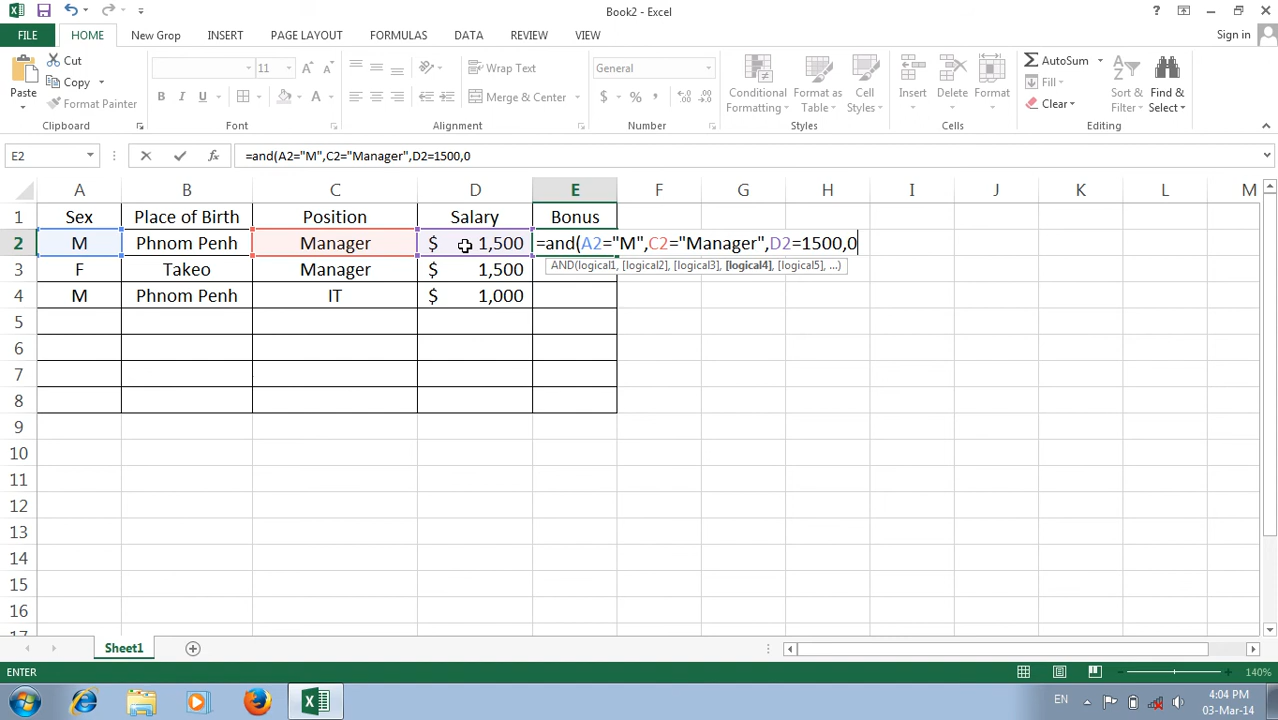 Book2 - Excel
?
FILE HOME New Grop INSERT PAGE LAYOUT FORMULAS DATA REVIEW VIEW Sign in
Paste
Cut
Copy
Format Painter
Clipboard
11
A A
B I U A
Font
Wrap Text
Merge & Center
Alignment
General
$ % ,
Number
Conditional Formatting
Format as Table
Cell Styles
Styles
Insert Delete Format
Cells
AutoSum
Fill
Clear
Sort & Filter
Find & Select
Editing
E2 fx =and(A2="M",C2="Manager",D2=1500,0
A B C D E F G H I J K L M
1 Sex Place of Birth Position Salary Bonus
2 M Phnom Penh Manager $ 1,500 =and(A2="M",C2="Manager",D2=1500,0
AND(logical1, [logical2], [logical3], [logical4], [logical5], ...)
3 F Takeo Manager $ 1,500
4 M Phnom Penh IT $ 1,000
5
6
7
8
9
10
11
12
13
14
15
16
17
Sheet1
ENTER 140%
EN 4:04 PM
03-Mar-14